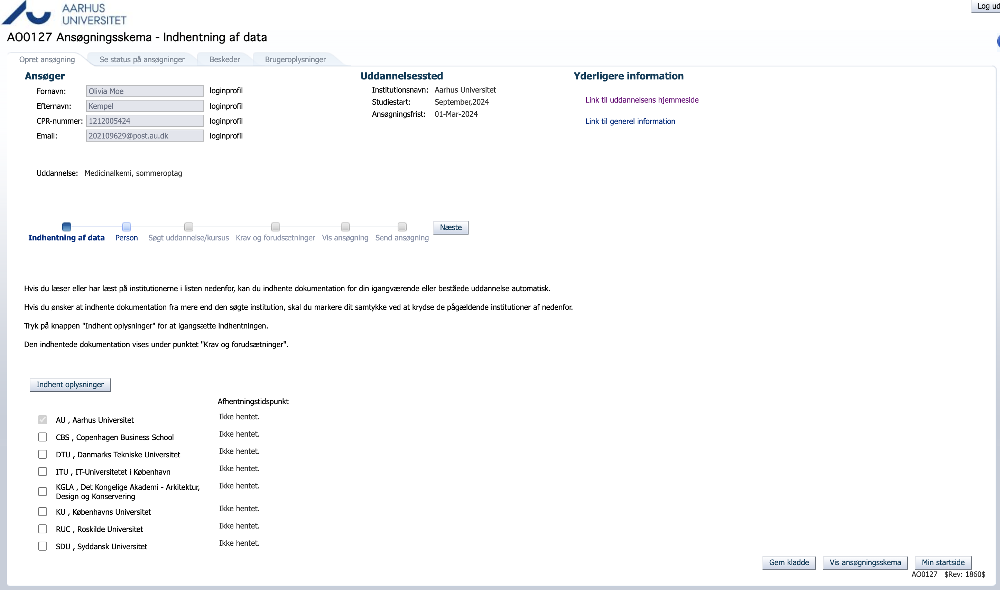 AARHUS
UNIVERSITET
Log ud
AO0127 Ansøgningsskema - Indhentning af data
Opret ansøgning Se status på ansøgninger Beskeder Brugeroplysninger
Ansøger
Fornavn: Olivia Moe loginprofil
Efternavn: Kempel loginprofil
CPR-nummer: 1212005424 loginprofil
Email: 202109629@post.au.dk loginprofil
Uddannelsessted
Institutionsnavn: Aarhus Universitet
Studiestart: September,2024
Ansøgningsfrist: 01-Mar-2024
Yderligere information
Link til uddannelsens hjemmeside
Link til generel information
Uddannelse: Medicinalkemi, sommeroptag
Indhentning af data Person Søgt uddannelse/kursus Krav og forudsætninger Vis ansøgning Send ansøgning
Næste
Hvis du læser eller har læst på institutionerne i listen nedenfor, kan du indhente dokumentation for din igangværende eller beståede uddannelse automatisk.
Hvis du ønsker at indhente dokumentation fra mere end den søgte institution, skal du markere dit samtykke ved at krydse de pågældende institutioner af nedenfor.
Tryk på knappen "Indhent oplysninger" for at igangsætte indhentningen.
Den indhentede dokumentation vises under punktet "Krav og forudsætninger".
Indhent oplysninger
Afhentningstidspunkt
AU , Aarhus Universitet Ikke hentet.
CBS , Copenhagen Business School Ikke hentet.
DTU , Danmarks Tekniske Universitet Ikke hentet.
ITU , IT-Universitetet i København Ikke hentet.
KGLA , Det Kongelige Akademi - Arkitektur, Ikke hentet.
Design og Konservering
KU , Københavns Universitet Ikke hentet.
RUC , Roskilde Universitet Ikke hentet.
SDU , Syddansk Universitet Ikke hentet.
Gem kladde Vis ansøgningsskema Min startside
AO0127 $Rev: 1860$